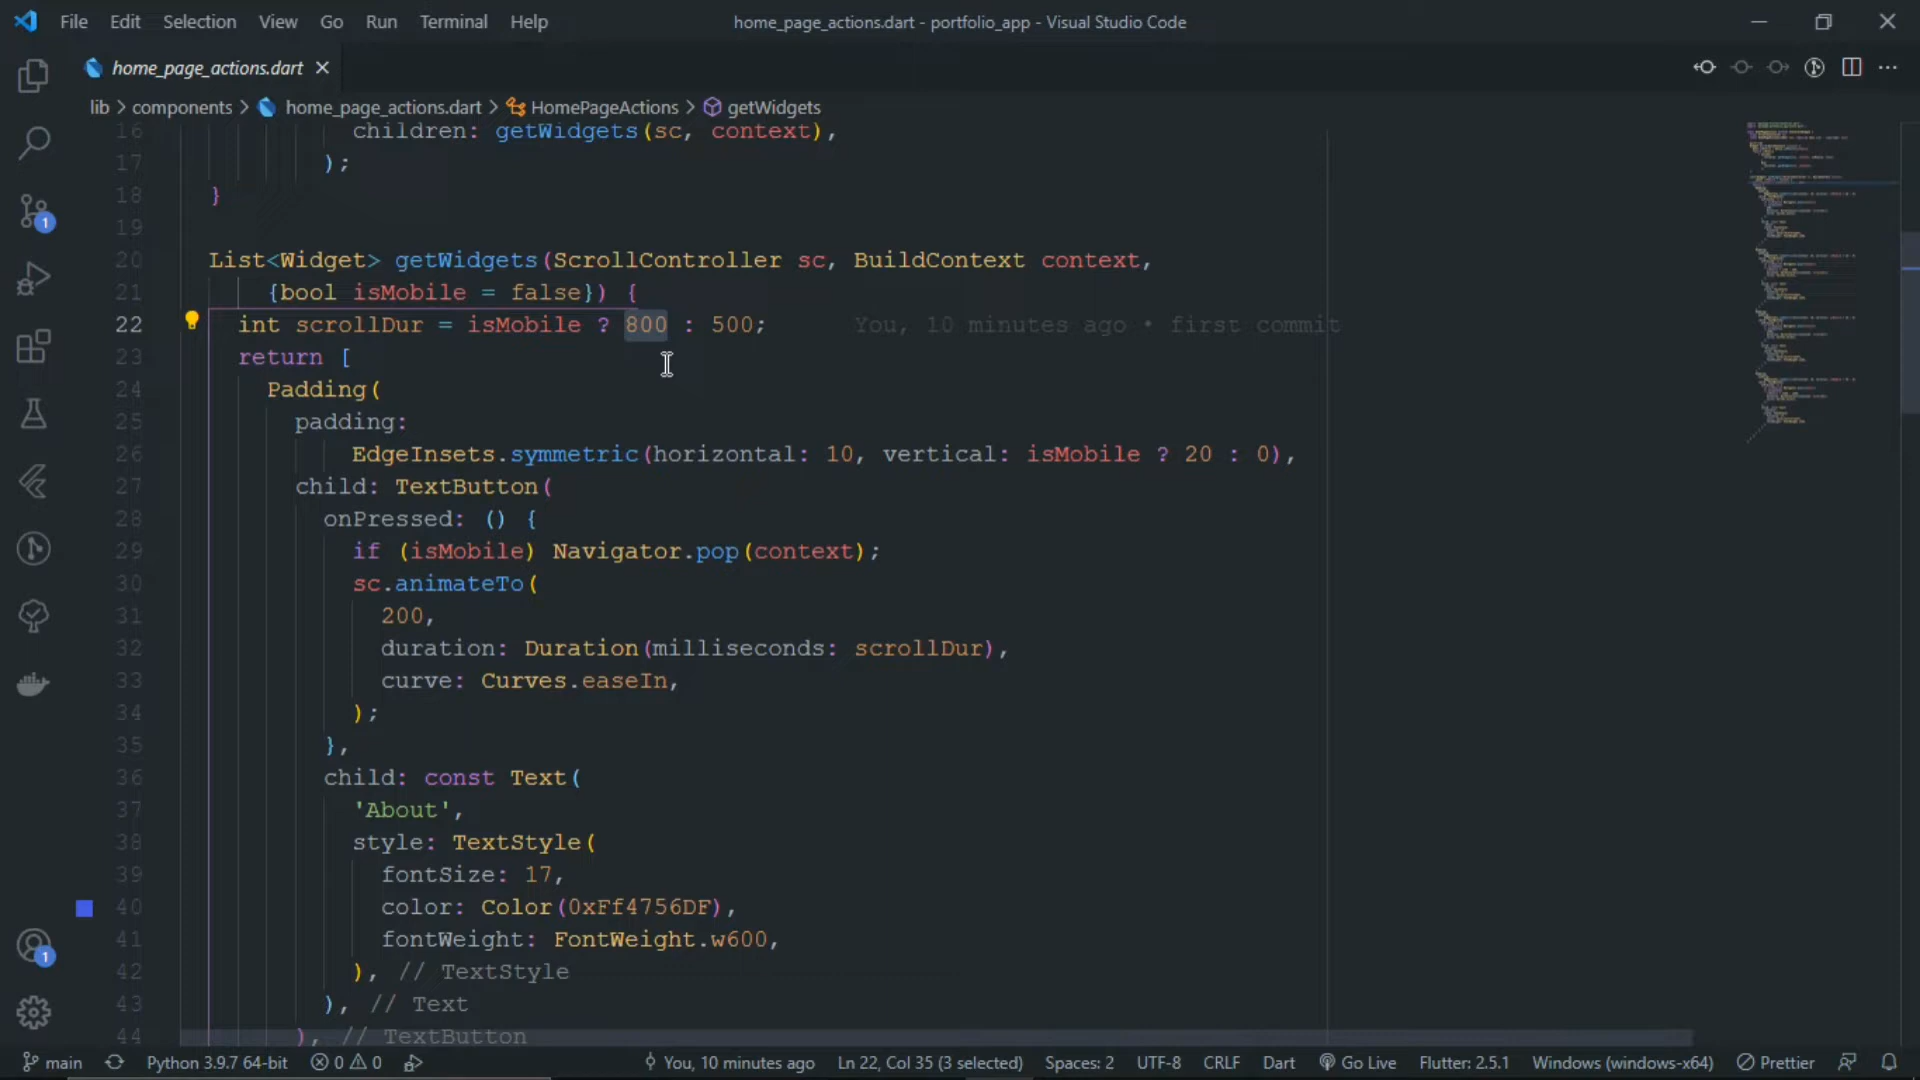 File Edit Selection View Go Run Terminal Help home_page_actions.dart - portfolio_app - Visual Studio Code
home_page_actions.dart
lib > components > home_page_actions.dart > HomePageActions > getWidgets
16 children: getWidgets(sc, context),
17 );
18 }
19
20 List<Widget> getWidgets(ScrollController sc, BuildContext context,
21 {bool isMobile = false}) {
22 int scrollDur = isMobile ? 800 : 500; You, 10 minutes ago • first commit
23 return [
24 Padding(
25 padding:
26 EdgeInsets.symmetric(horizontal: 10, vertical: isMobile ? 20 : 0),
27 child: TextButton(
28 onPressed: () {
29 if (isMobile) Navigator.pop(context);
30 sc.animateTo(
31 200,
32 duration: Duration(milliseconds: scrollDur),
33 curve: Curves.easeIn,
34 );
35 },
36 child: const Text(
37 'About',
38 style: TextStyle(
39 fontSize: 17,
40 color: Color(0xFf4756DF),
41 fontWeight: FontWeight.w600,
42 ), // TextStyle
43 ), // Text
44 ), // TextButton
1
1
main Python 3.9.7 64-bit 0 0 You, 10 minutes ago Ln 22, Col 35 (3 selected) Spaces: 2 UTF-8 CRLF Dart Go Live Flutter: 2.5.1 Windows (windows-x64) Prettier